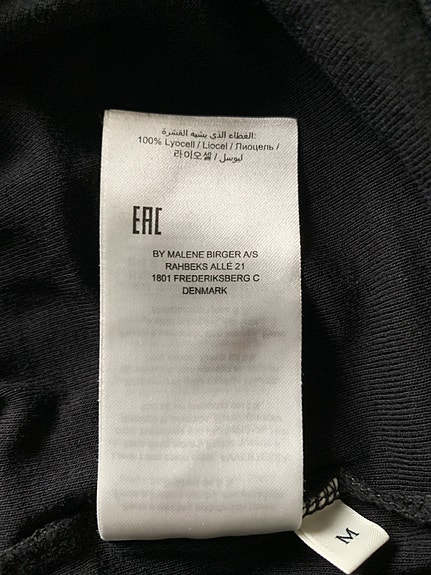 الغطاء الذي يشبه القشرة:
100% Lyocell / Liocel / Лиоцель /
라이오셀 / ليوسل
EAC
BY MALENE BIRGER A/S
RAHBEKS ALLÉ 21
1801 FREDERIKSBERG C
DENMARK
M